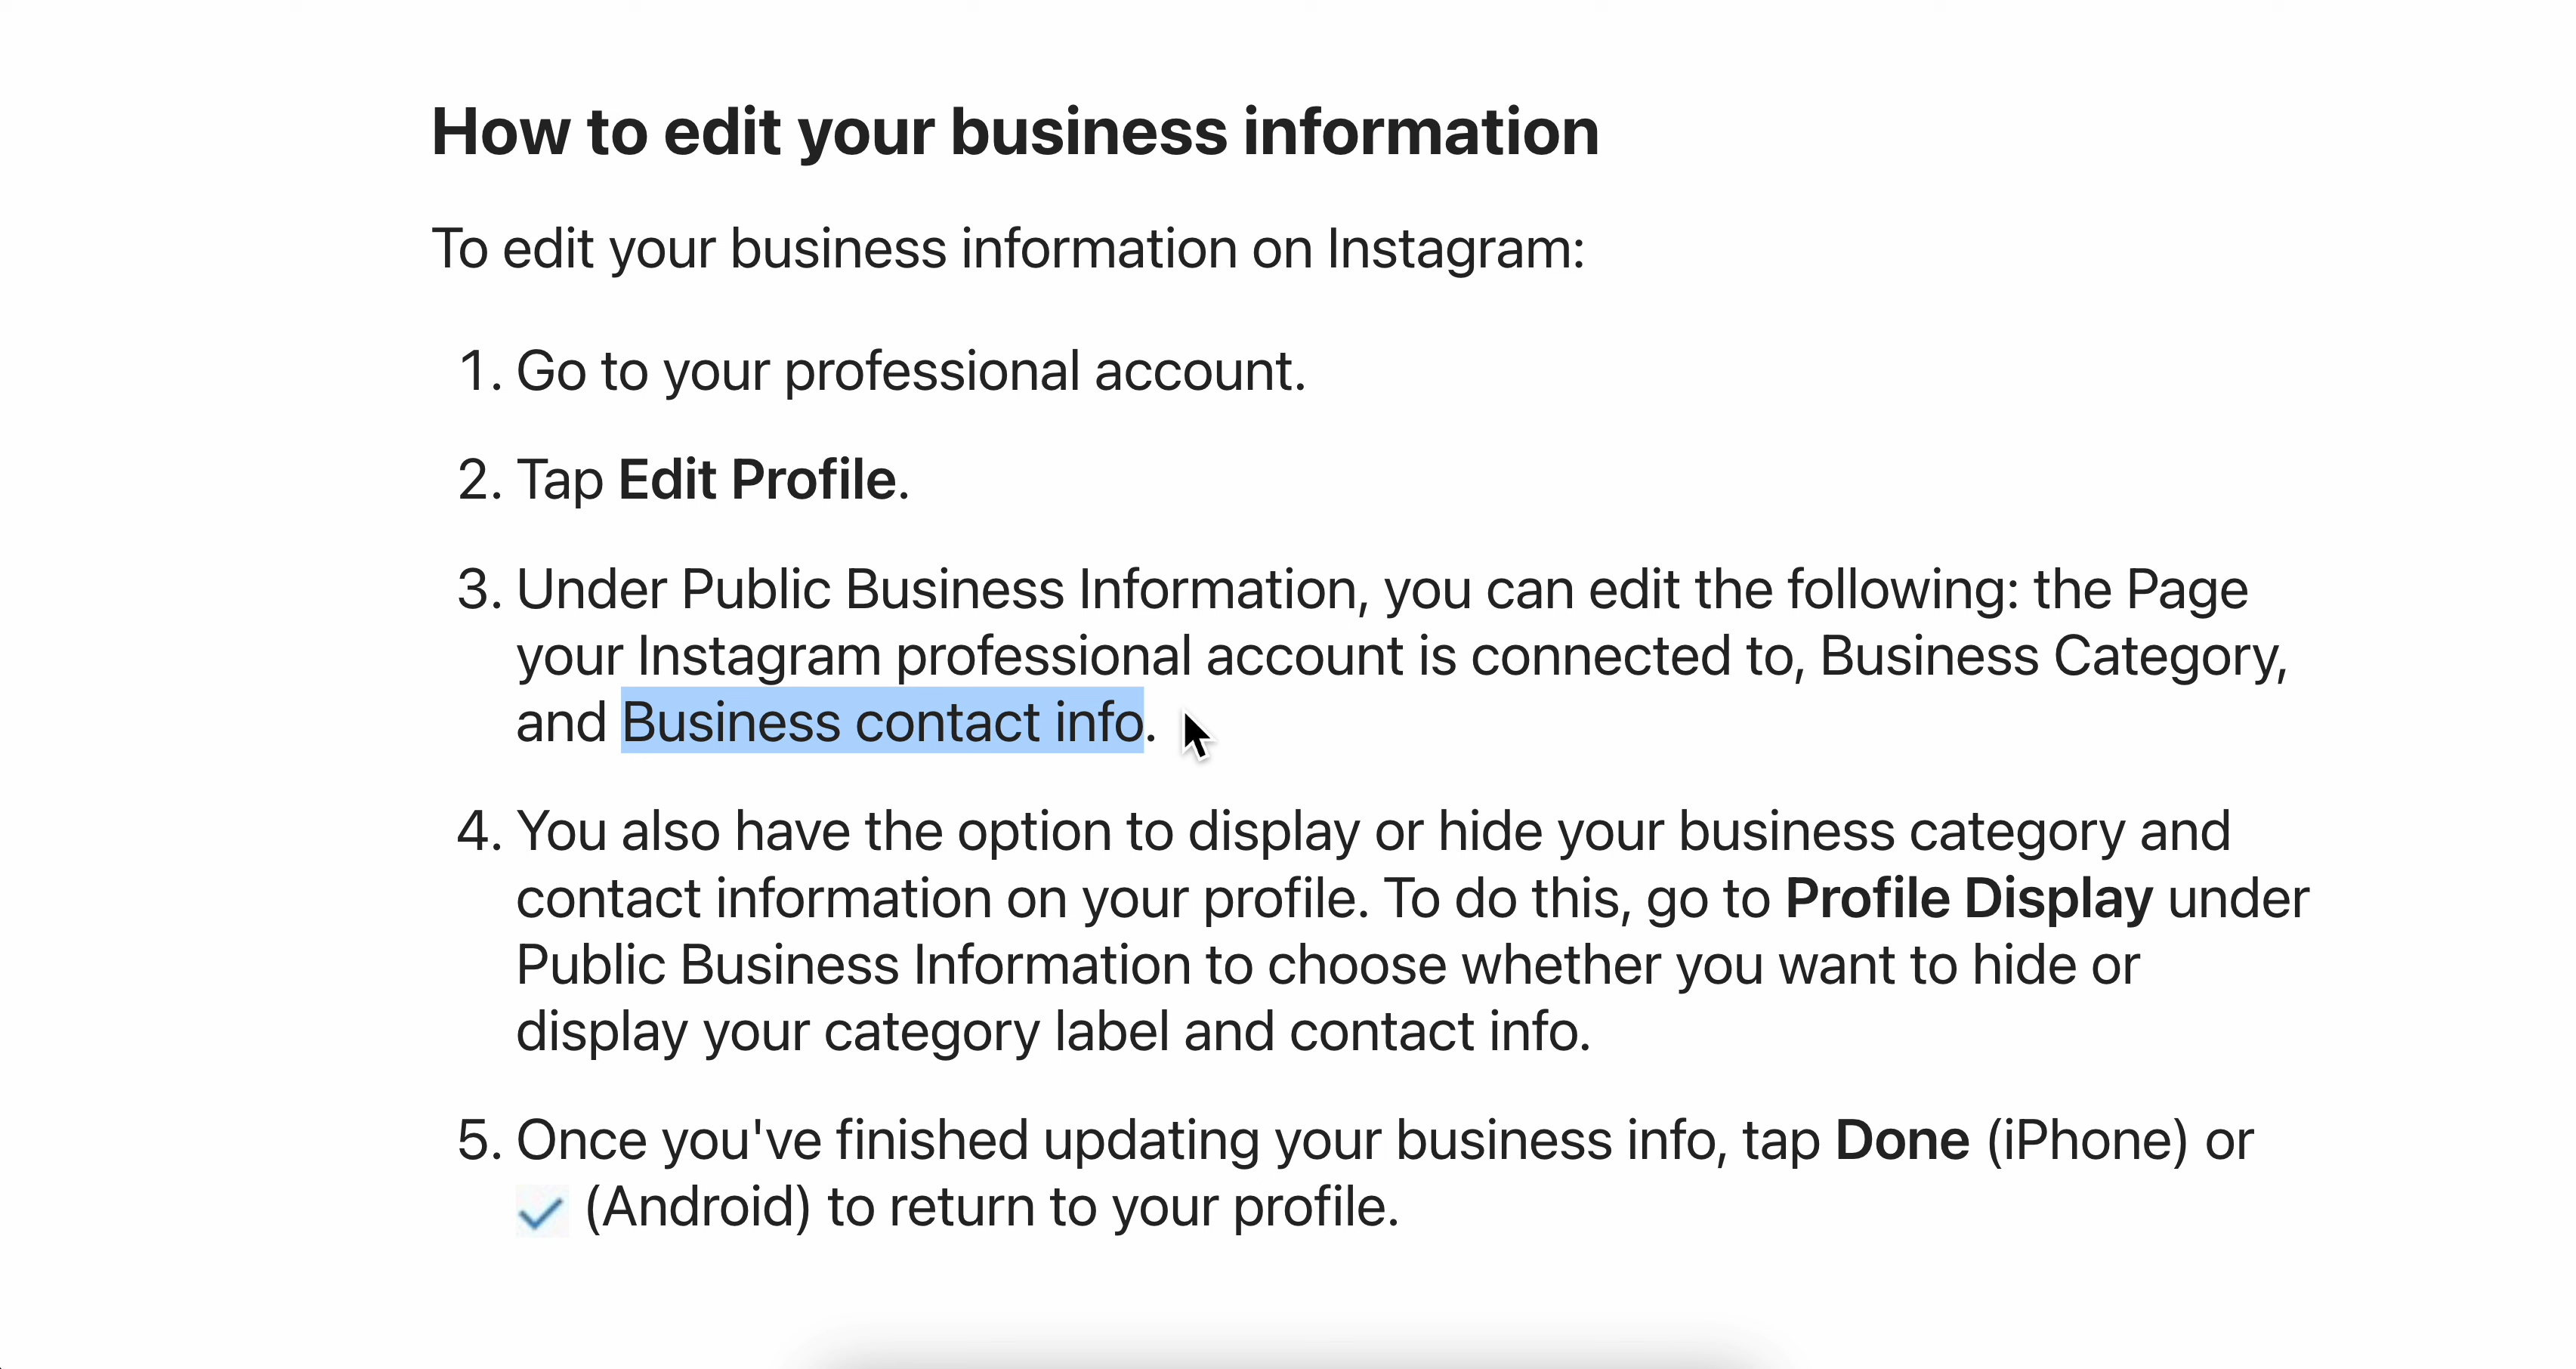 How to edit your business information
To edit your business information on Instagram:
1. Go to your professional account.
2. Tap Edit Profile.
3. Under Public Business Information, you can edit the following: the Page
your Instagram professional account is connected to, Business Category,
and Business contact info.
4. You also have the option to display or hide your business category and
contact information on your profile. To do this, go to Profile Display under
Public Business Information to choose whether you want to hide or
display your category label and contact info.
5. Once you've finished updating your business info, tap Done (iPhone) or
(Android) to return to your profile.